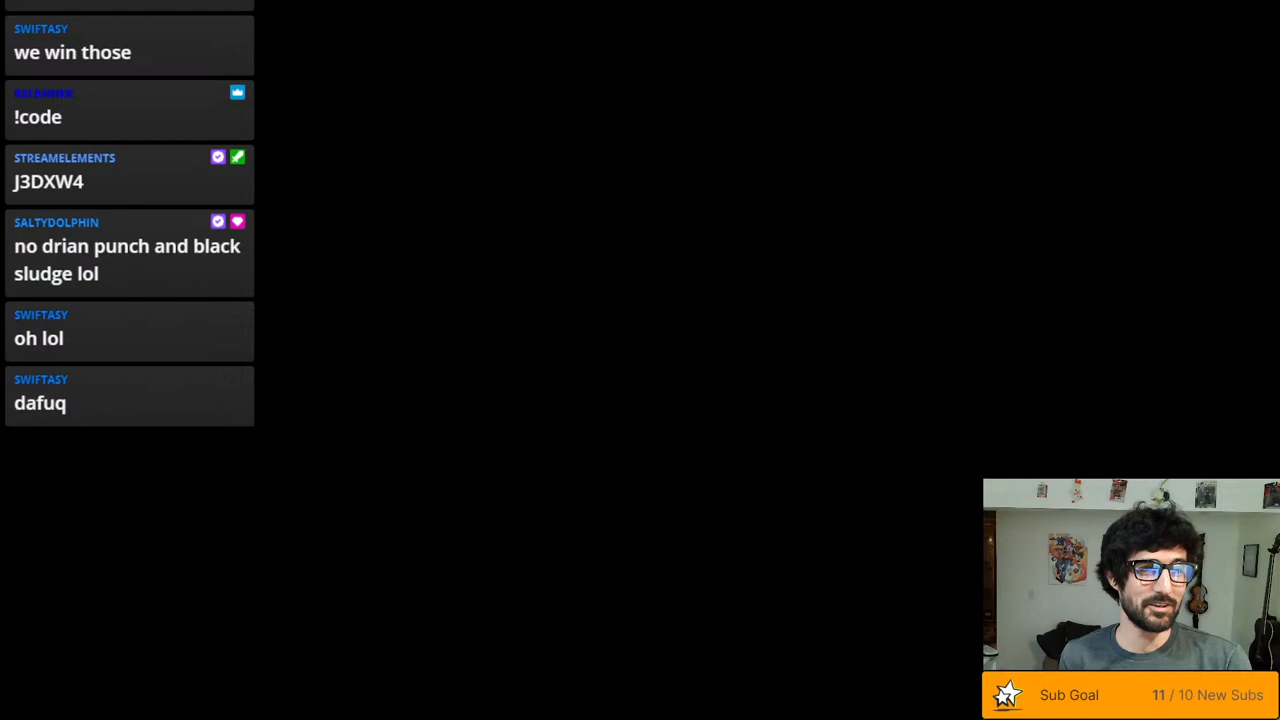 SWIFTASY
we win those
!code
STREAMELEMENTS
J3DXW4
SALTYDOLPHIN
no drian punch and black
sludge lol
SWIFTASY
oh lol
SWIFTASY
dafuq
Sub Goal 11 / 10 New Subs